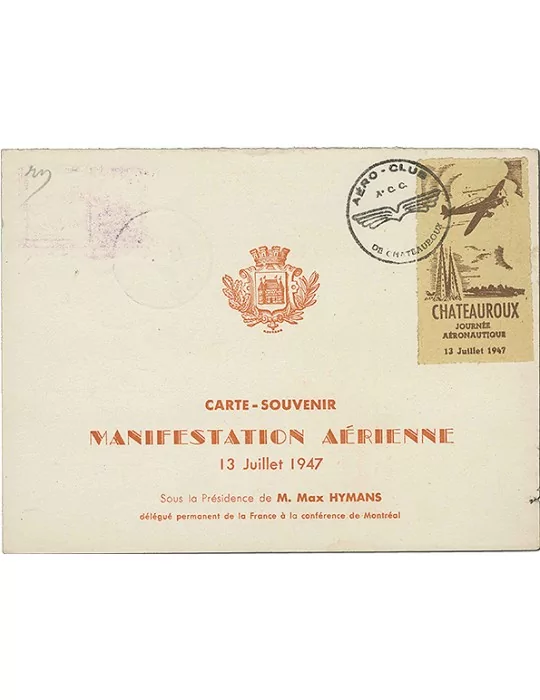 AÉRO-CLUB
A.C.C.
DE CHATEAUROUX
CHATEAUROUX
JOURNÉE
AÉRONAUTIQUE
13 Juillet 1947
CARTE-SOUVENIR
MANIFESTATION AÉRIENNE
13 Juillet 1947
Sous la Présidence de M. Max HYMANS
délégué permanent de la France à la conférence de Montréal